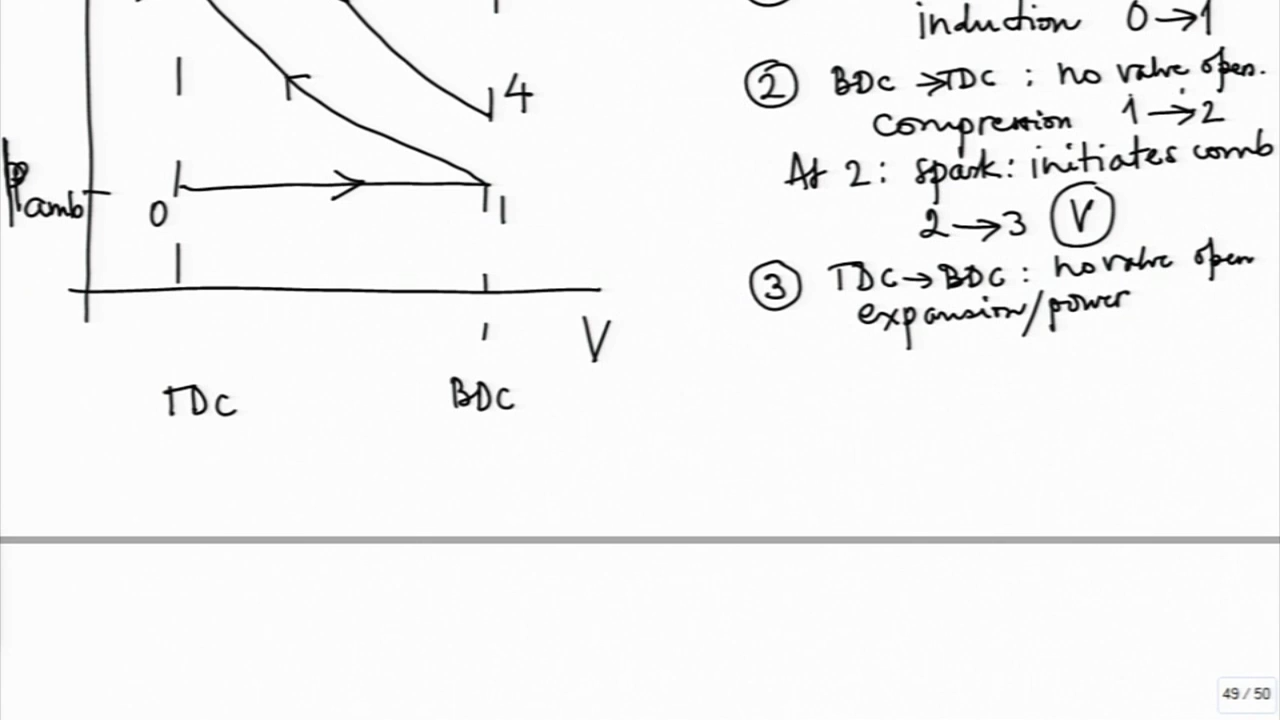 induction 0→1
② BDC → TDC : no valve open.
compression 1→2
At 2: spark: initiates comb
2→3 Ⓥ
③ TDC→BDC : no valve open
expansion/power
4
Pamb
0
1
V
TDC
BDC
49 / 50